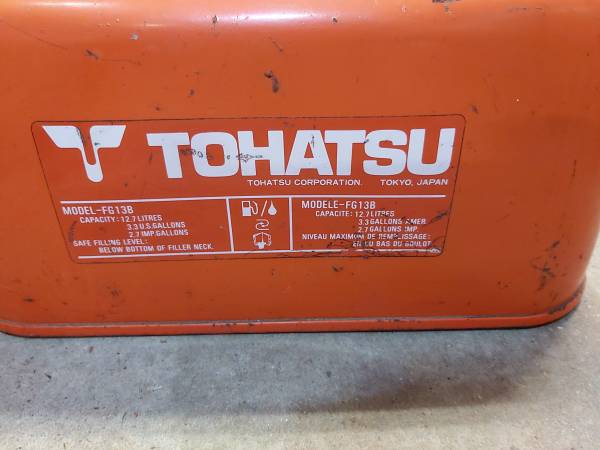 TOHATSU
TOHATSU CORPORATION. TOKYO, JAPAN
MODEL-FG13B
CAPACITY: 12.7 LITRES
3.3 U.S.GALLONS
2.7 IMP.GALLONS
SAFE FILLING LEVEL:
BELOW BOTTOM OF FILLER NECK.
MODELE-FG13B
CAPACITE: 12.7 LITRES
3.3 GALLONS AMER
2.7 GALLONS IMP.
NIVEAU MAXIMUM DE REMPLISSAGE:
EN DU BAS DU GOULOT